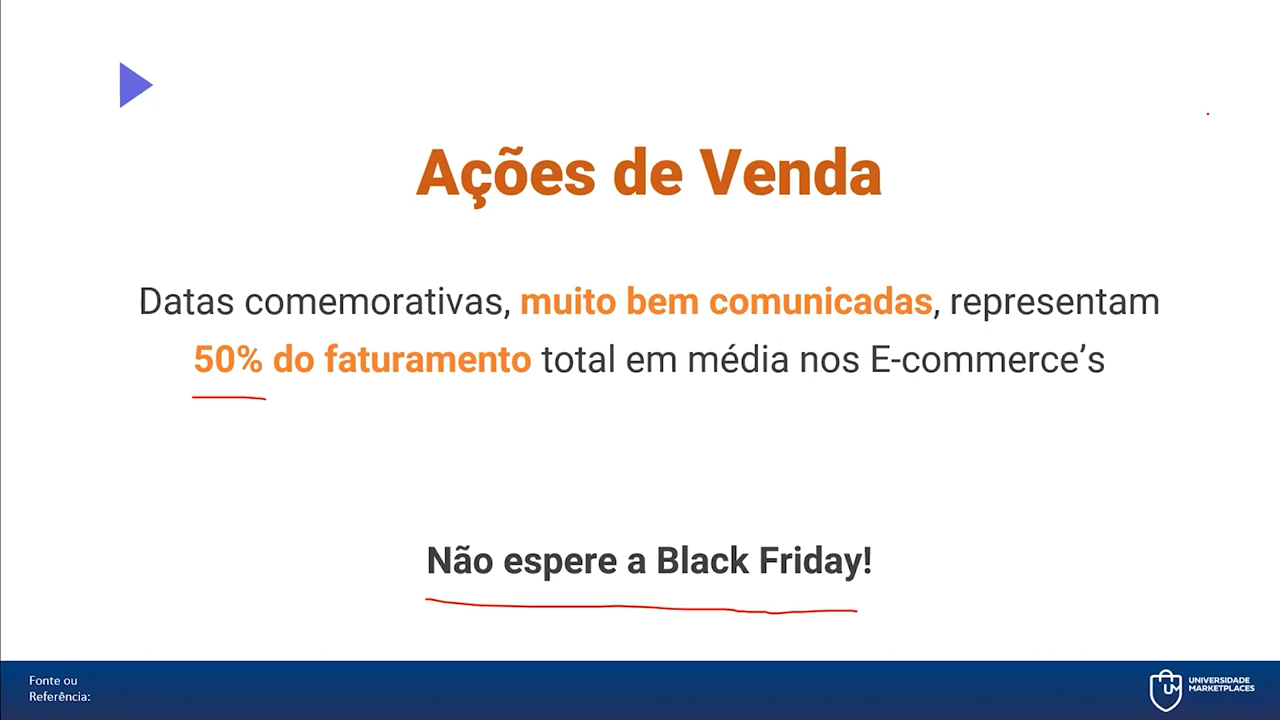 Ações de Venda
Datas comemorativas, muito bem comunicadas, representam
50% do faturamento total em média nos E-commerce’s
Não espere a Black Friday!
Fonte ou
Referência:
UM
UNIVERSIDADE
MARKETPLACES